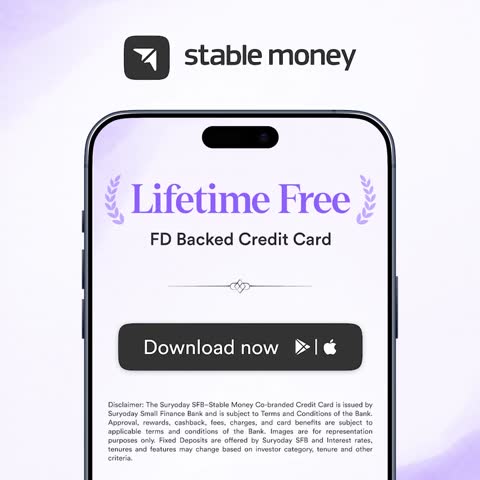 stable money
Lifetime Free
FD Backed Credit Card
Download now
Disclaimer: The Suryoday SFB–Stable Money Co-branded Credit Card is issued by
Suryoday Small Finance Bank and is subject to Terms and Conditions of the Bank.
Approval, rewards, cashback, fees, charges, and card benefits are subject to
applicable terms and conditions of the Bank. Images are for representation
purposes only. Fixed Deposits are offered by Suryoday SFB and Interest rates,
tenures and features may change based on investor category, tenure and other
criteria.